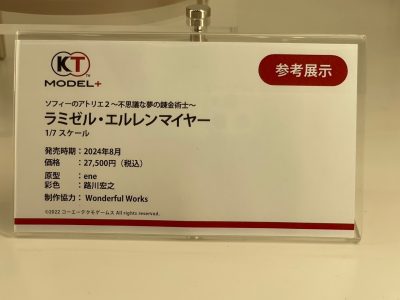 KT
MODEL+
参考展示
ソフィーのアトリエ2～不思議な夢の錬金術士～
ラミゼル・エルレンマイヤー
1/7 スケール
発売時期：2024年8月
価格　：27,500円（税込）
原型　：ene
彩色　：路川宏之
制作協力：Wonderful Works
©2022 コーエーテクモゲームス All rights reserved.